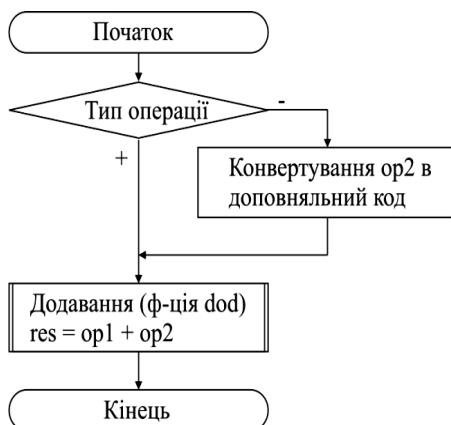 Початок
Тип операції
-
+
Конвертування op2 в
доповняльний код
Додавання (ф-ція dod)
res = op1 + op2
Кінець